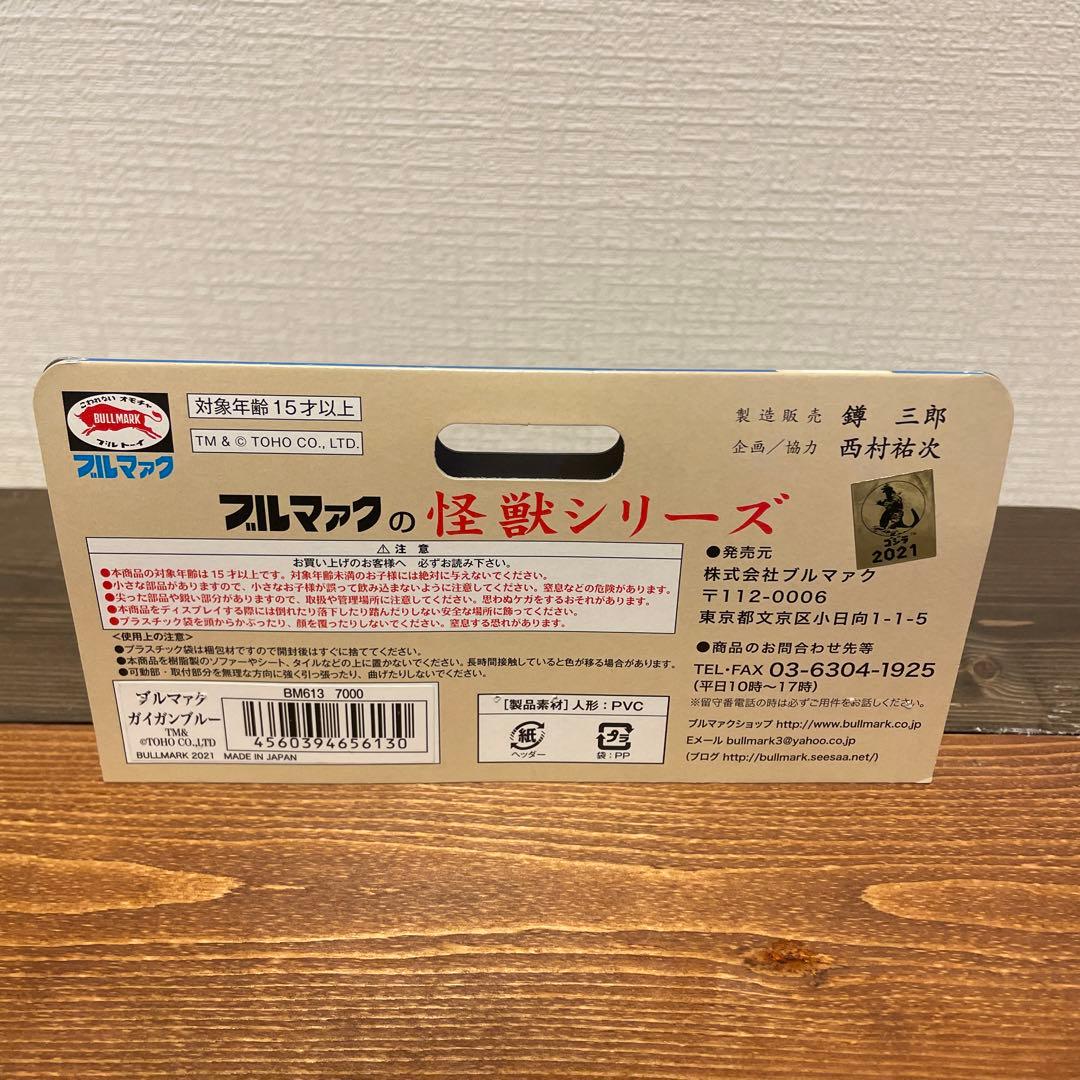 こわれない オモチャ
BULLMARK
ブルトーイ
ブルマァク
対象年齢15才以上
TM & © TOHO CO., LTD.
製造販売 鐏 三郎
企画/協力 西村祐次
ブルマァクの怪獣シリーズ
ゴジラ
TM
2021
⚠ 注 意
お買い上げのお客様へ 必ずお読み下さい。
●本商品の対象年齢は15才以上です。対象年齢未満のお子様には絶対に与えないでください。
●小さな部品がありますので、小さなお子様が誤って飲み込まないように注意してください。窒息などの危険があります。
●尖った部品や鋭い部分がありますので、取扱や管理場所に注意してください。思わぬケガをするおそれがあります。
●本商品をディスプレイする際には倒れたり落下したり踏んだりしない安全な場所に飾ってください。
●プラスチック袋を頭からかぶったり、顔を覆ったりしないでください。窒息する恐れがあります。
<使用上の注意>
●プラスチック袋は梱包材ですので開封後はすぐに捨ててください。
●本商品を樹脂製のソファーやシート、タイルなどの上に置かないでください。長時間接触していると色が移る場合があります。
●可動部・取付部分を無理な方向に強く引っ張ったり、曲げたりしないでください。
ブルマァク
ガイガンブルー
TM&
©TOHO CO.,LTD
BULLMARK 2021 MADE IN JAPAN
BM613 7000
4560394656130
[製品素材]人形:PVC
紙
ヘッダー
プラ
袋:PP
●発売元
株式会社ブルマァク
〒112-0006
東京都文京区小日向1-1-5
●商品のお問合わせ先等
TEL・FAX 03-6304-1925
(平日10時〜17時)
※留守番電話の時は必ずご用件をお話しください。
ブルマァクショップ http://www.bullmark.co.jp
Eメール bullmark3@yahoo.co.jp
(ブログ http://bullmark.seesaa.net/)